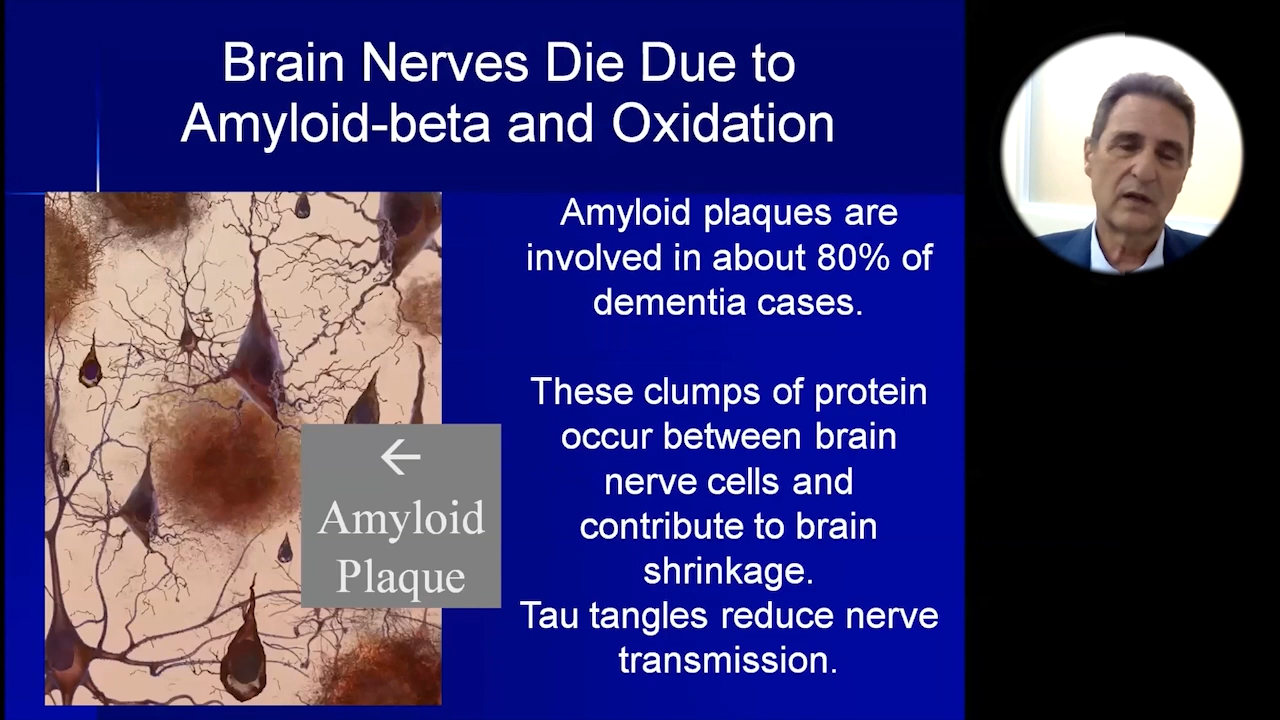 Brain Nerves Die Due to
Amyloid-beta and Oxidation
Amyloid plaques are
involved in about 80% of
dementia cases.
These clumps of protein
occur between brain
nerve cells and
contribute to brain
shrinkage.
Tau tangles reduce nerve
transmission.
←
Amyloid
Plaque